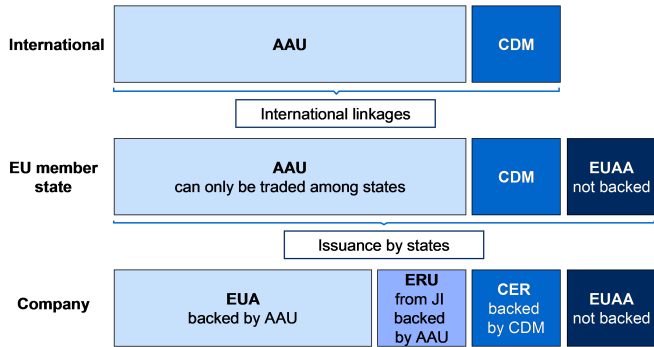 International
AAU
CDM
International linkages
EU member
state
AAU
can only be traded among states
CDM
EUAA
not backed
Issuance by states
Company
EUA
backed by AAU
ERU
from JI
backed
by AAU
CER
backed
by CDM
EUAA
not backed